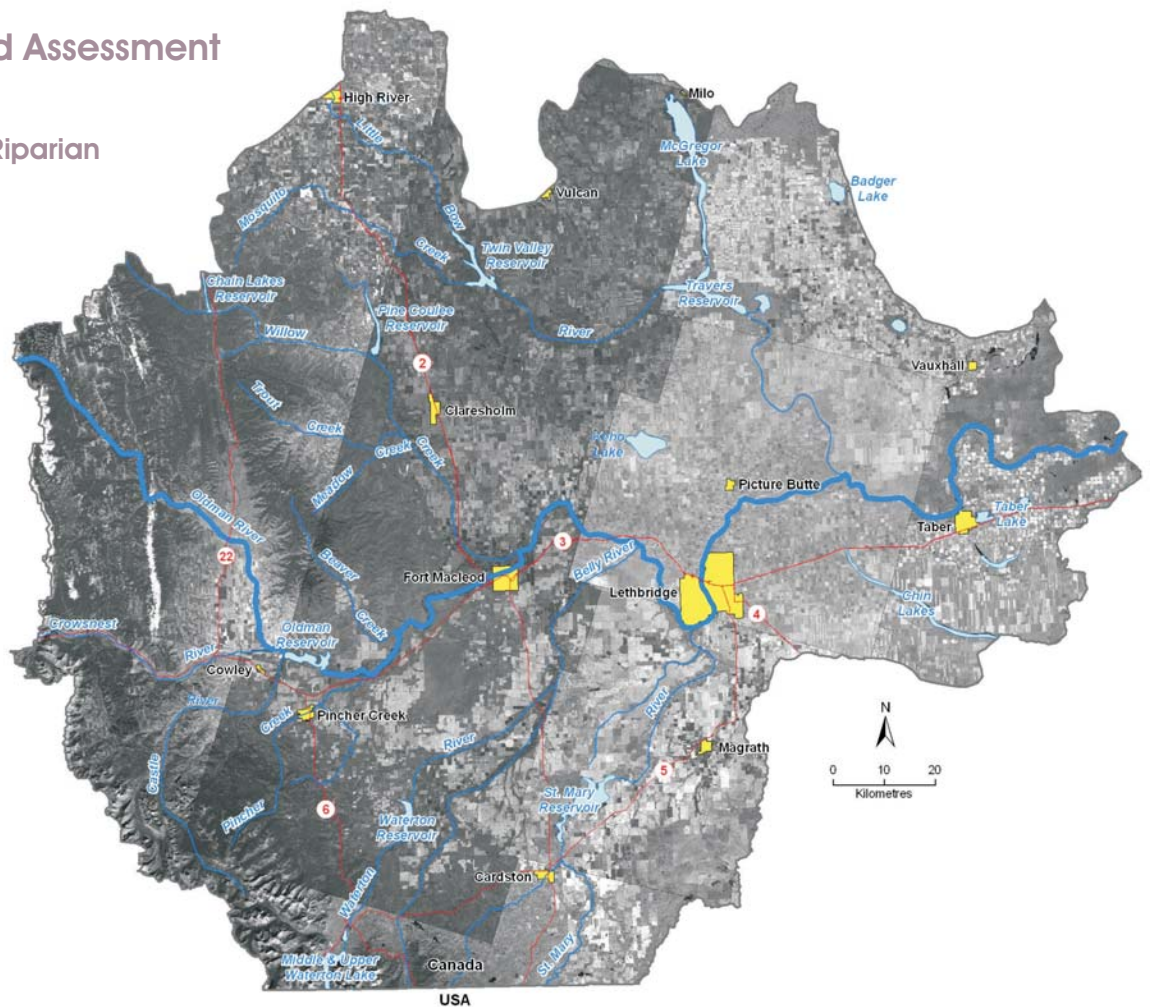 d Assessment
Riparian
High River
Little
Bow
River
Milo
McGregor
Lake
Badger
Lake
Vulcan
Mosquito
Creek
Twin Valley
Reservoir
Chain Lakes
Reservoir
Pine Coulee
Reservoir
Travers
Reservoir
Willow
Creek
2
Vauxhall
Trout
Creek
Claresholm
Meadow
Creek
Keho
Lake
Picture Butte
Oldman River
22
Beaver
Creek
Taber
Taber
Lake
3
Fort Macleod
Belly River
Lethbridge
4
Chin
Lakes
Crowsnest
River
Oldman
Reservoir
Cowley
River
Castle
Creek
Pincher
Pincher Creek
River
River
Magrath
N
0 10 20
Kilometres
5
6
St. Mary
Reservoir
Waterton
Reservoir
Cardston
Waterton
St. Mary
Middle & Upper
Waterton Lake
Canada
USA